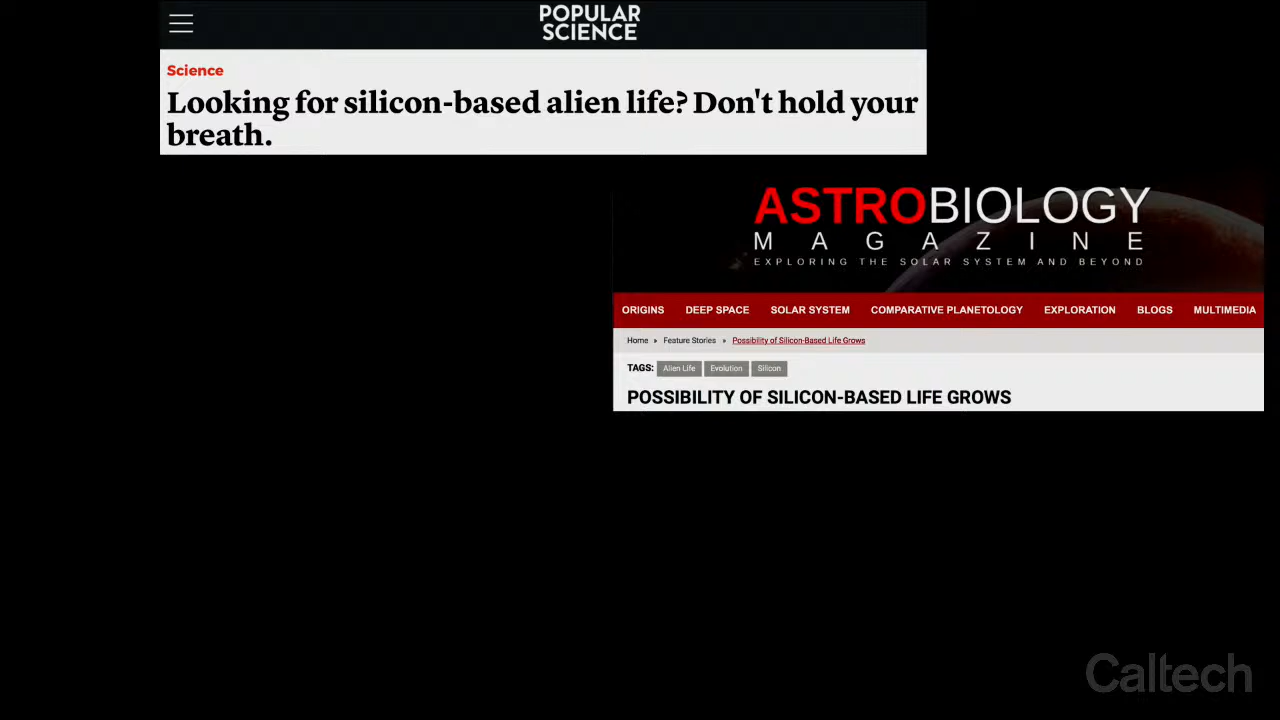 POPULAR
SCIENCE
Science
Looking for silicon-based alien life? Don't hold your
breath.
ASTROBIOLOGY
MAGAZINE
EXPLORING THE SOLAR SYSTEM AND BEYOND
ORIGINS DEEP SPACE SOLAR SYSTEM COMPARATIVE PLANETOLOGY EXPLORATION BLOGS MULTIMEDIA
Home » Feature Stories » Possibility of Silicon-Based Life Grows
TAGS: Alien Life Evolution Silicon
POSSIBILITY OF SILICON-BASED LIFE GROWS
Caltech